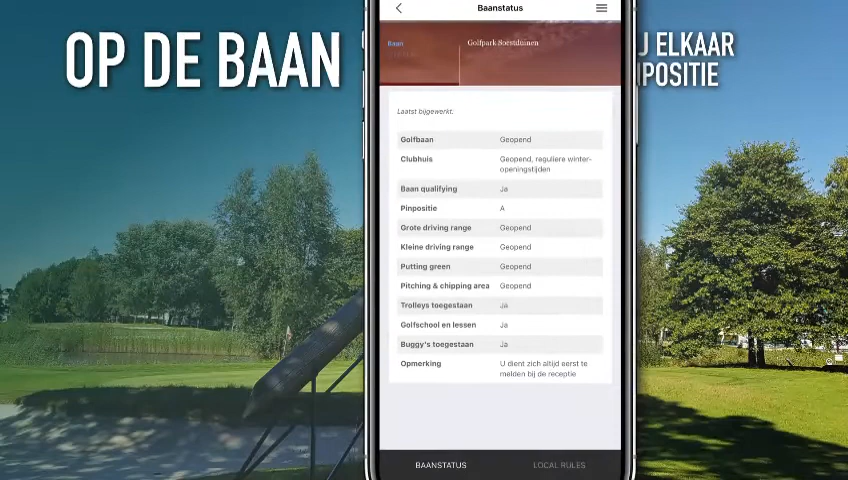 OP DE BAAN
J ELKAAR
POSITIE
Baanstatus
Baan
Golfpark Soestduinen
Laatst bijgewerkt:
Golfbaan Geopend
Clubhuis Geopend, reguliere winter-
openingstijden
Baan qualifying Ja
Pinpositie A
Grote driving range Geopend
Kleine driving range Geopend
Putting green Geopend
Pitching & chipping area Geopend
Trolleys toegestaan Ja
Golfschool en lessen Ja
Buggy's toegestaan Ja
Opmerking U dient zich altijd eerst te
melden bij de receptie
BAANSTATUS LOCAL RULES